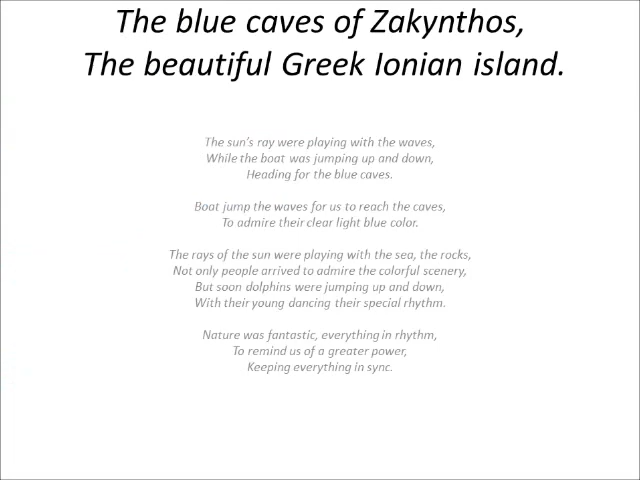 The blue caves of Zakynthos,
The beautiful Greek Ionian island.
The sun's ray were playing with the waves,
While the boat was jumping up and down,
Heading for the blue caves.
Boat jump the waves for us to reach the caves,
To admire their clear light blue color.
The rays of the sun were playing with the sea, the rocks,
Not only people arrived to admire the colorful scenery,
But soon dolphins were jumping up and down,
With their young dancing their special rhythm.
Nature was fantastic, everything in rhythm,
To remind us of a greater power,
Keeping everything in sync.